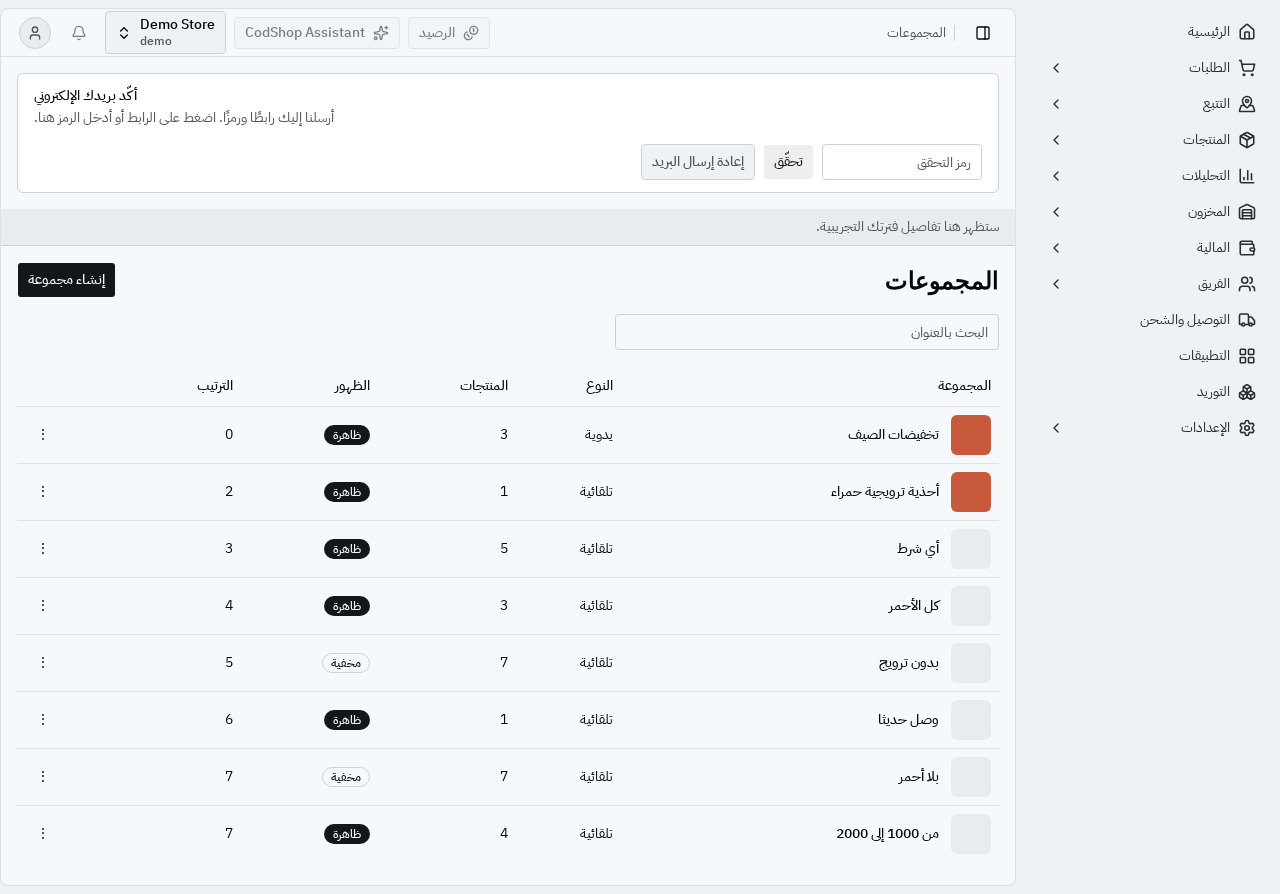 الرئيسية
الطلبات
التتبع
المنتجات
التحليلات
المخزون
المالية
الفريق
التوصيل والشحن
التطبيقات
التوريد
الإعدادات
المجموعات
الرصيد
CodShop Assistant
Demo Store
demo
أكّد بريدك الإلكتروني
أرسلنا إليك رابطًا ورمزًا. اضغط على الرابط أو أدخل الرمز هنا.
رمز التحقق تحقّق إعادة إرسال البريد
ستظهر هنا تفاصيل فترتك التجريبية.
المجموعات إنشاء مجموعة
البحث بالعنوان
المجموعة النوع المنتجات الظهور الترتيب
تخفيضات الصيف يدوية 3 ظاهرة 0
أحذية ترويجية حمراء تلقائية 1 ظاهرة 2
أي شرط تلقائية 5 ظاهرة 3
كل الأحمر تلقائية 3 ظاهرة 4
بدون ترويج تلقائية 7 مخفية 5
وصل حديثا تلقائية 1 ظاهرة 6
بلا أحمر تلقائية 7 مخفية 7
من 1000 إلى 2000 تلقائية 4 ظاهرة 7